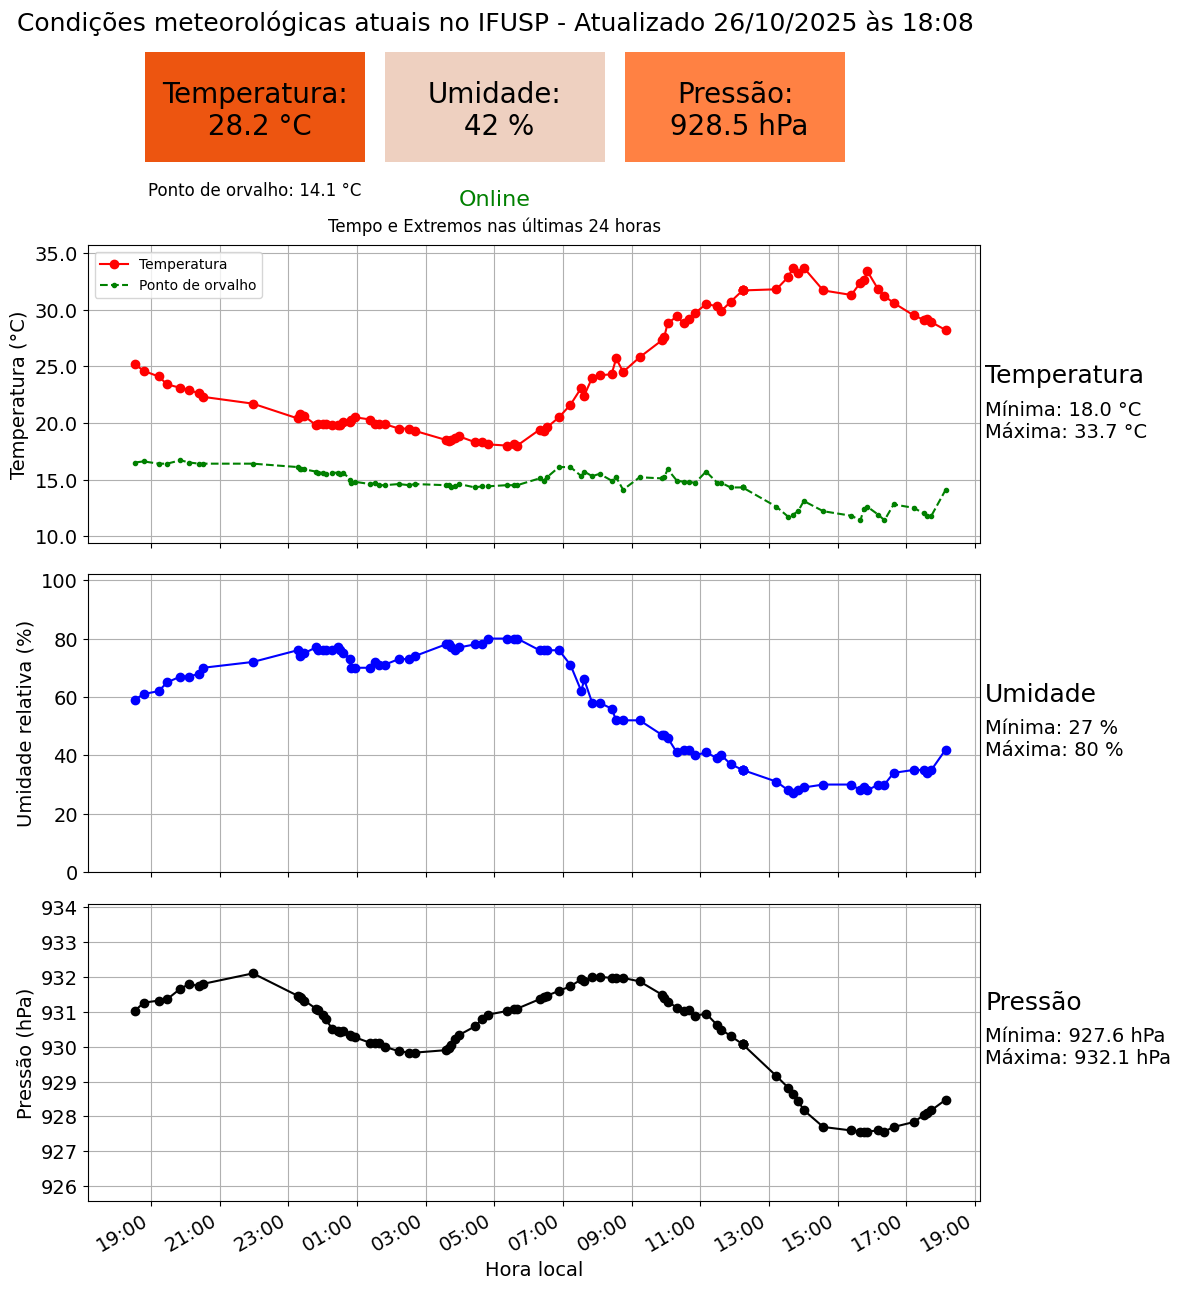 Condições meteorológicas atuais no IFUSP - Atualizado 26/10/2025 às 18:08
Temperatura:
28.2 °C
Umidade:
42 %
Pressão:
928.5 hPa
Ponto de orvalho: 14.1 °C
Online
Tempo e Extremos nas últimas 24 horas
Temperatura
Ponto de orvalho
Temperatura (°C)
35.0
30.0
25.0
20.0
15.0
10.0
Temperatura
Mínima: 18.0 °C
Máxima: 33.7 °C
Umidade relativa (%)
100
80
60
40
20
0
Umidade
Mínima: 27 %
Máxima: 80 %
Pressão (hPa)
934
933
932
931
930
929
928
927
926
Pressão
Mínima: 927.6 hPa
Máxima: 932.1 hPa
19:00 21:00 23:00 01:00 03:00 05:00 07:00 09:00 11:00 13:00 15:00 17:00 19:00
Hora local